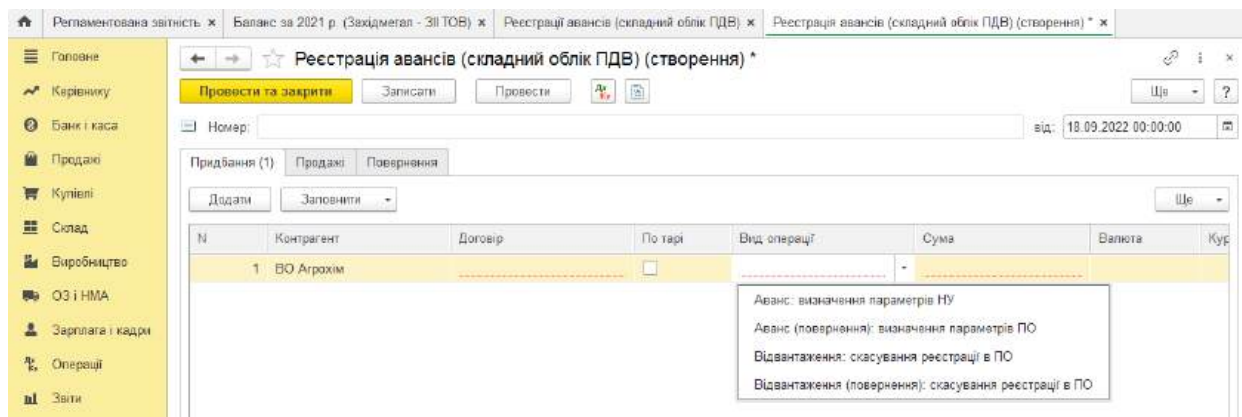 Регламентована звітність × Баланс за 2021 р. (Західметал - ЗІІ ТОВ) × Реєстрації авансів (складний облік ПДВ) × Реєстрація авансів (складний облік ПДВ) (створення) * ×
Головне
Реєстрація авансів (складний облік ПДВ) (створення) *
Керівнику
Провести та закрити Записати Провести Ще ?
Банк і каса
Номер: від: 18.09.2022 00:00:00
Продажі
Придбання (1) Продажі Повернення
Купівлі
Додати Заповнити Ще
Склад
N Контрагент Договір По тарі Вид операції Сума Валюта Кур
Виробництво
1 ВО Агрохім
ОЗ і НМА
Аванс: визначення параметрів НУ
Зарплата і кадри
Аванс (повернення): визначення параметрів ПО
Операції
Відвантаження: скасування реєстрації в ПО
Відвантаження (повернення): скасування реєстрації в ПО
Звіти